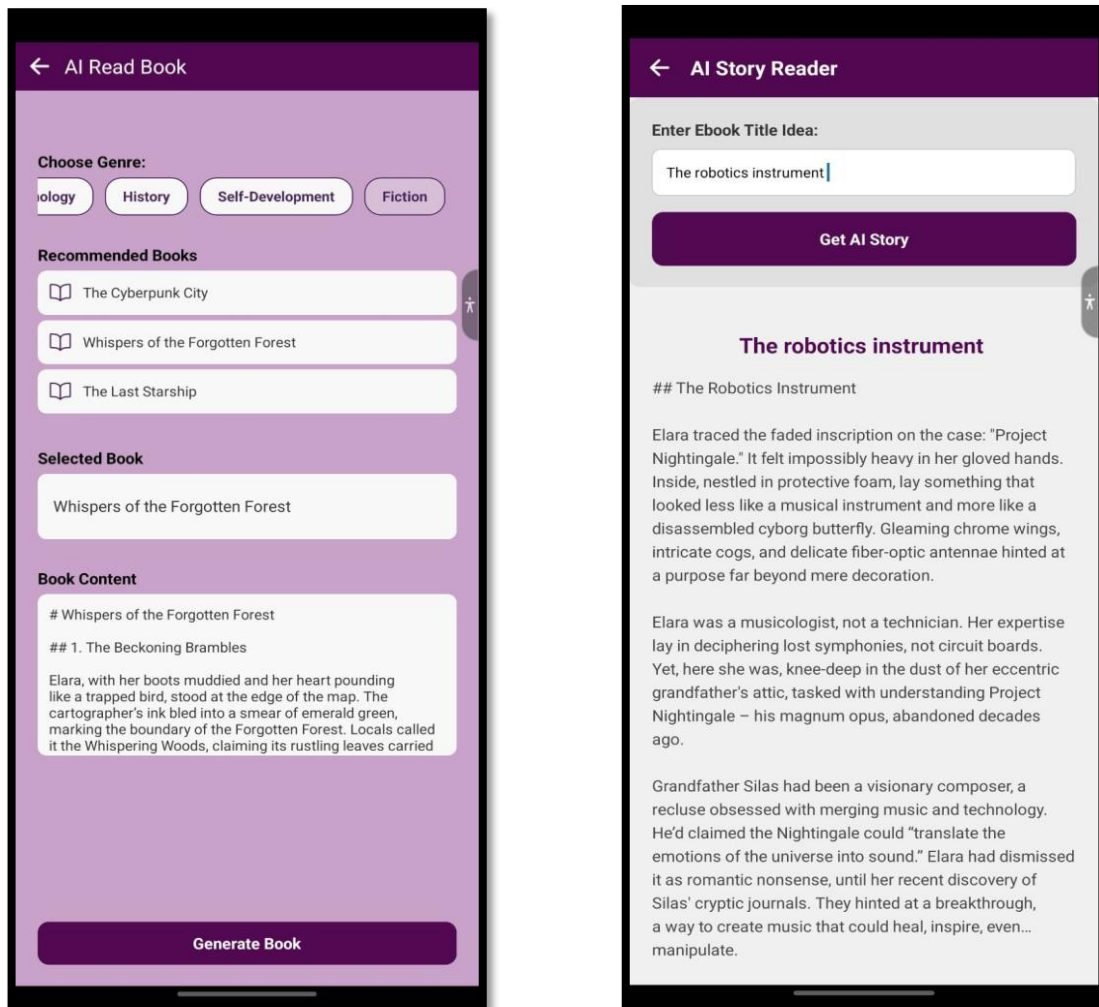 AI Read Book
Choose Genre:
ology History Self-Development Fiction
Recommended Books
The Cyberpunk City
Whispers of the Forgotten Forest
The Last Starship
Selected Book
Whispers of the Forgotten Forest
Book Content
# Whispers of the Forgotten Forest
## 1. The Beckoning Brambles
Elara, with her boots muddied and her heart pounding
like a trapped bird, stood at the edge of the map. The
cartographer's ink bled into a smear of emerald green,
marking the boundary of the Forgotten Forest. Locals called
it the Whispering Woods, claiming its rustling leaves carried
Generate Book
AI Story Reader
Enter Ebook Title Idea:
The robotics instrument
Get AI Story
The robotics instrument
## The Robotics Instrument
Elara traced the faded inscription on the case: "Project
Nightingale." It felt impossibly heavy in her gloved hands.
Inside, nestled in protective foam, lay something that
looked less like a musical instrument and more like a
disassembled cyborg butterfly. Gleaming chrome wings,
intricate cogs, and delicate fiber-optic antennae hinted at
a purpose far beyond mere decoration.
Elara was a musicologist, not a technician. Her expertise
lay in deciphering lost symphonies, not circuit boards.
Yet, here she was, knee-deep in the dust of her eccentric
grandfather's attic, tasked with understanding Project
Nightingale – his magnum opus, abandoned decades
ago.
Grandfather Silas had been a visionary composer, a
recluse obsessed with merging music and technology.
He’d claimed the Nightingale could “translate the
emotions of the universe into sound.” Elara had dismissed
it as romantic nonsense, until her recent discovery of
Silas' cryptic journals. They hinted at a breakthrough,
a way to create music that could heal, inspire, even…
manipulate.